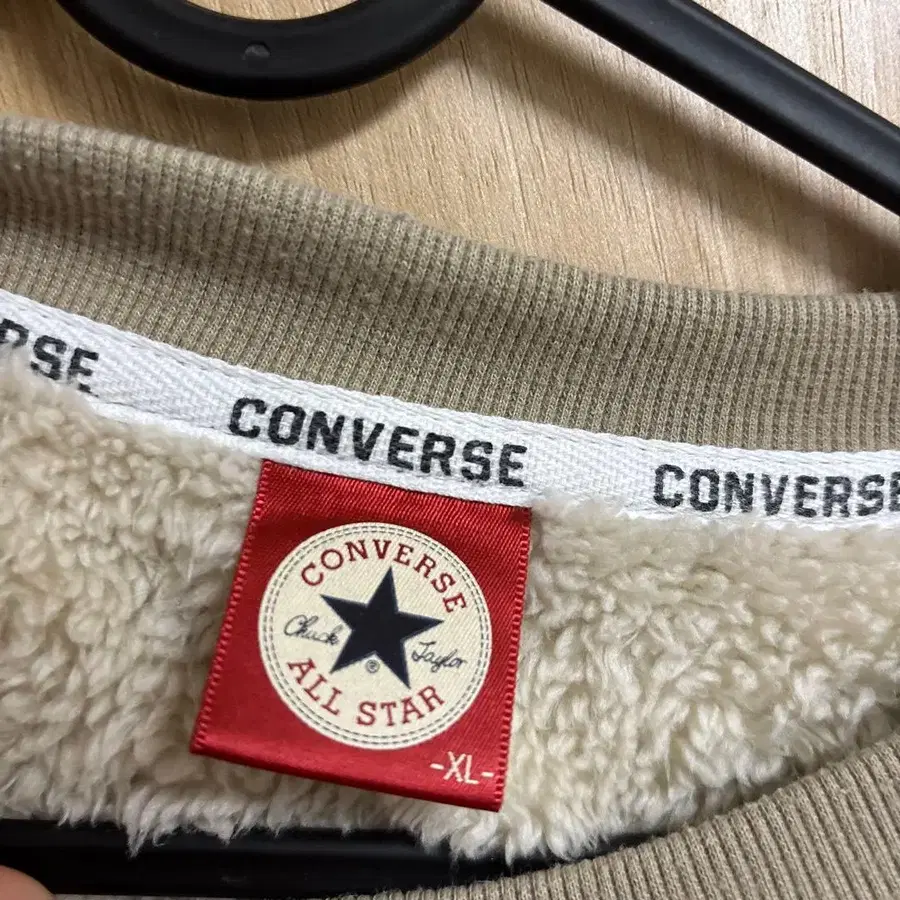 RSE
CONVERSE
CONVERSE
CONVERSE
Chuck Taylor
®
ALL STAR
-XL-